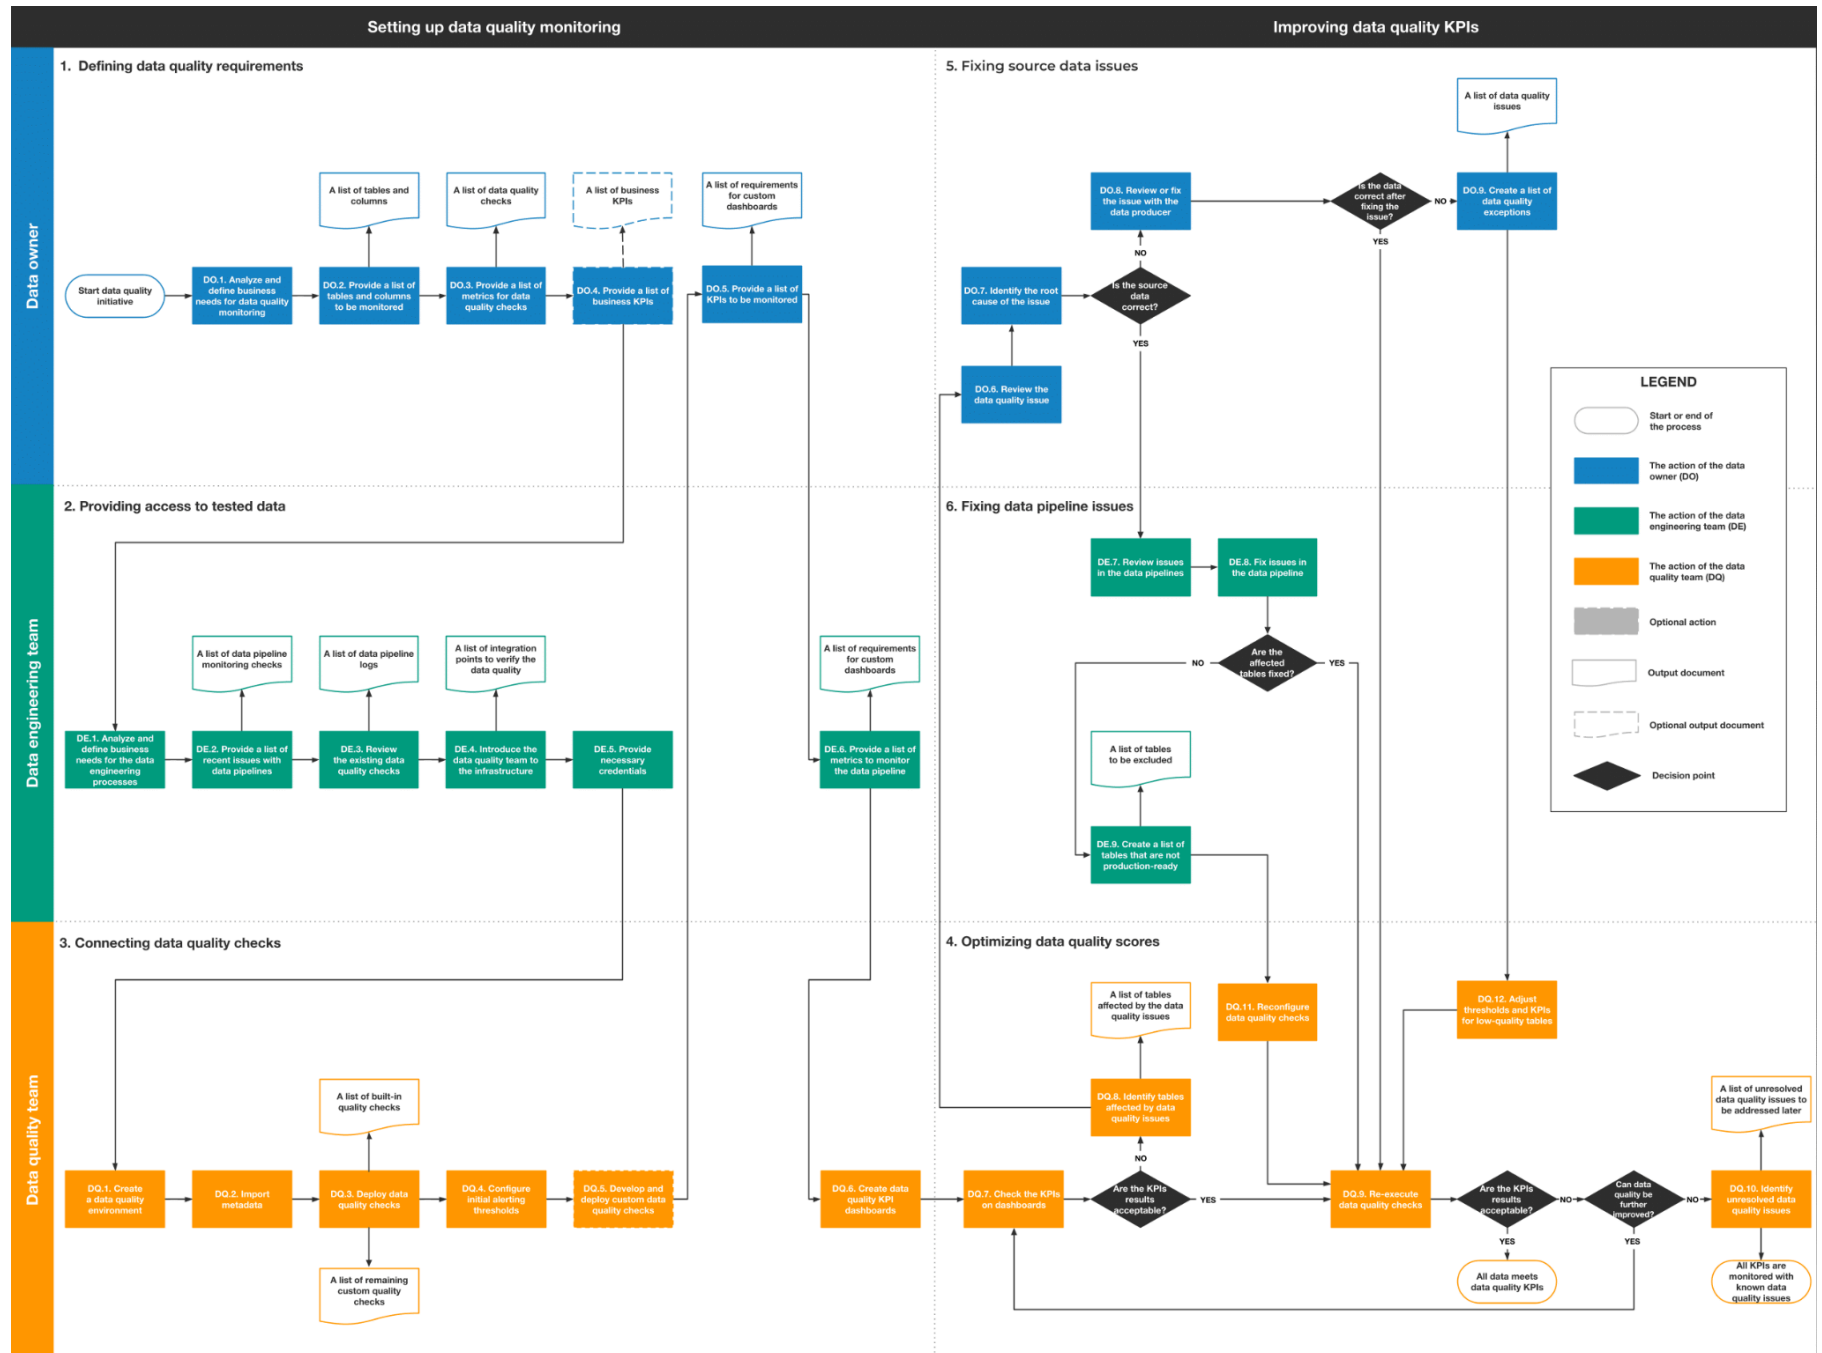 Setting up data quality monitoring
Improving data quality KPIs
Data owner
1. Defining data quality requirements
A list of tables and
columns
A list of data quality
checks
A list of business
KPIs
A list of requirements
for custom
dashboards
Start data quality
initiative
DO.1. Analyze and
define business
needs for data quality
monitoring
DO.2. Provide a list of
tables and columns
to be monitored
DO.3. Provide a list of
metrics for data
quality checks
DO.4. Provide a list of
business KPIs
DO.5. Provide a list of
KPIs to be monitored
5. Fixing source data issues
A list of data quality
issues
DO.8. Review or fix
the issue with the
data producer
Is the data
correct after
fixing the
issue?
NO
DO.9. Create a list of
data quality
exceptions
YES
NO
DO.7. Identify the root
cause of the issue
Is the source
data
correct?
YES
DO.6. Review the
data quality issue
LEGEND
Start or end of
the process
The action of the data
owner (DO)
The action of the data
engineering team (DE)
The action of the data
quality team (DQ)
Optional action
Output document
Optional output document
Decision point
Data engineering team
2. Providing access to tested data
A list of data pipeline
monitoring checks
A list of data pipeline
logs
A list of integration
points to verify the
data quality
A list of requirements
for custom
dashboards
DE.1. Analyze and
define business
needs for the data
engineering
processes
DE.2. Provide a list of
recent issues with
data pipelines
DE.3. Review
the existing data
quality checks
DE.4. Introduce the
data quality team to
the infrastructure
DE.5. Provide
necessary
credentials
DE.6. Provide a list of
metrics to monitor
the data pipeline
6. Fixing data pipeline issues
DE.7. Review issues
in the data pipelines
DE.8. Fix issues in
the data pipeline
NO
Are the
affected
tables fixed?
YES
A list of tables
to be excluded
DE.9. Create a list of
tables that are not
production-ready
Data quality team
3. Connecting data quality checks
A list of built-in
quality checks
DQ.1. Create
a data quality
environment
DQ.2. Import
metadata
DQ.3. Deploy data
quality checks
DQ.4. Configure
initial alerting
thresholds
DQ.5. Develop and
deploy custom data
quality checks
DQ.6. Create data
quality KPI
dashboards
A list of remaining
custom quality
checks
4. Optimizing data quality scores
A list of tables
affected by the data
quality issues
DQ.11. Reconfigure
data quality checks
DQ.12. Adjust
thresholds and KPIs
for low-quality tables
DQ.8. Identify tables
affected by data
quality issues
A list of unresolved
data quality issues to
be addressed later
NO
DQ.7. Check the KPIs
on dashboards
Are the KPIs
results
acceptable?
YES
DQ.9. Re-execute
data quality checks
Are the KPIs
results
acceptable?
NO
Can data
quality be
further
improved?
NO
DQ.10. Identify
unresolved data
quality issues
YES
YES
All data meets
data quality KPIs
All KPIs are
monitored with
known data
quality issues